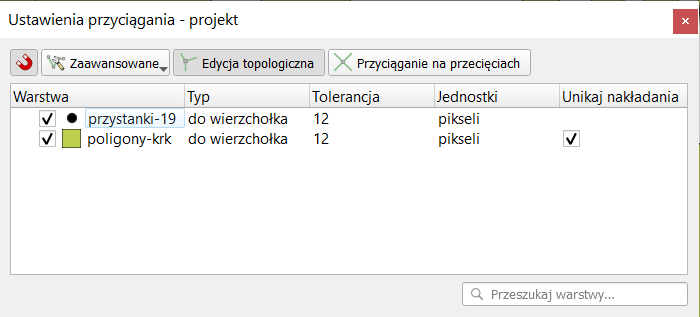 Ustawienia przyciągania - projekt
Zaawansowane Edycja topologiczna Przyciąganie na przecięciach
Warstwa Typ Tolerancja Jednostki Unikaj nakładania
przystanki-19 do wierzchołka 12 pikseli
poligony-krk do wierzchołka 12 pikseli
Przeszukaj warstwy...